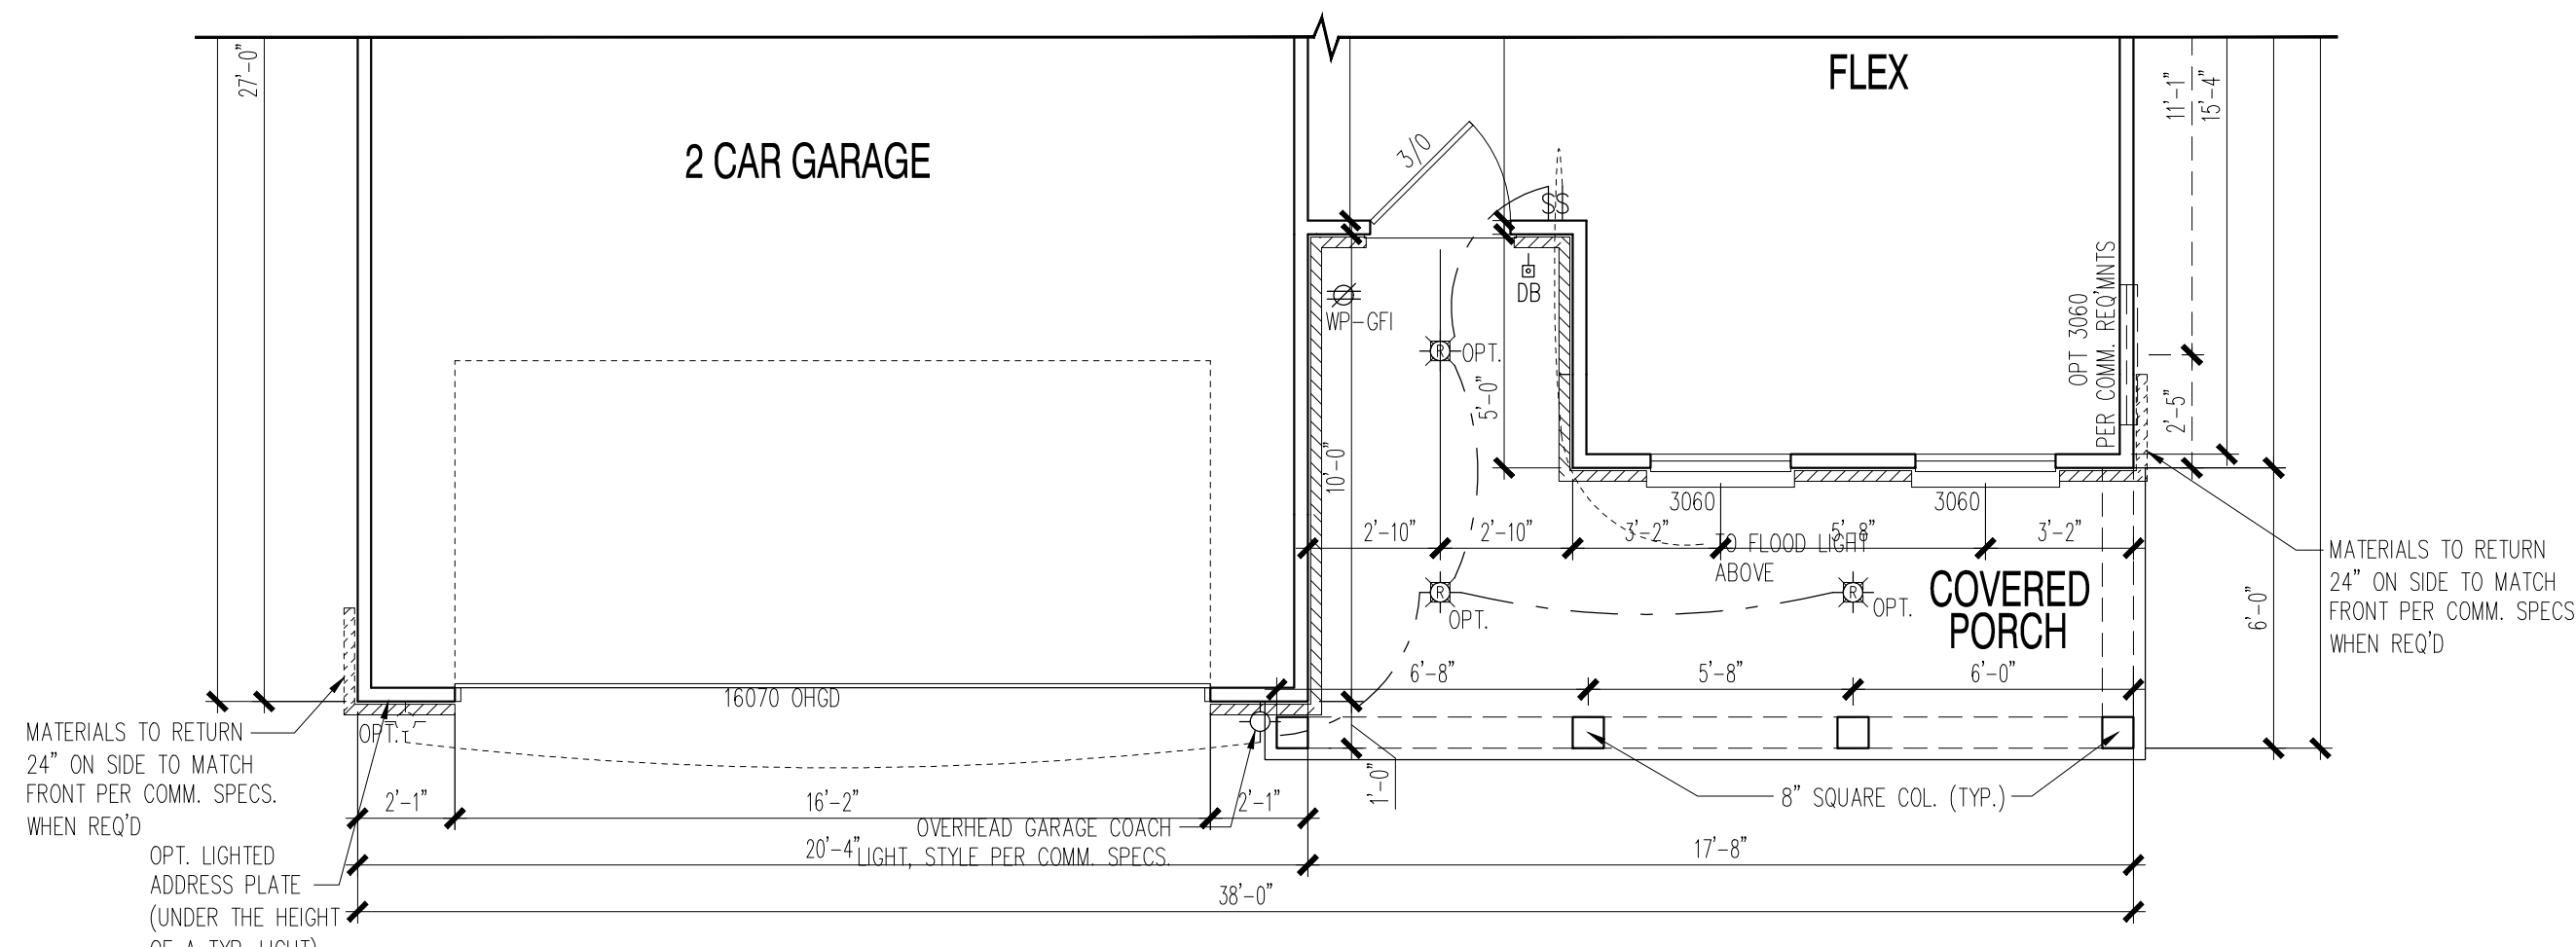 27'-0"
2 CAR GARAGE
FLEX
3/0
SS
11'-1"
15'-4"
DB
WP-GFI
OPT.
5'-0"
10'-0"
OPT 3060
PER COMM. REQ'MNTS
2'-5"
3060
3060
2'-10"
2'-10"
3'-2"
5'-8"
3'-2"
TO FLOOD LIGHT
ABOVE
R
R
R
OPT.
OPT.
COVERED
PORCH
6'-0"
MATERIALS TO RETURN
24" ON SIDE TO MATCH
FRONT PER COMM. SPECS
WHEN REQ'D
6'-8"
5'-8"
6'-0"
16070 OHGD
OPT.
MATERIALS TO RETURN
24" ON SIDE TO MATCH
FRONT PER COMM. SPECS.
WHEN REQ'D
2'-1"
16'-2"
2'-1"
1'-0"
8" SQUARE COL. (TYP.)
OVERHEAD GARAGE COACH
LIGHT, STYLE PER COMM. SPECS.
20'-4"
17'-8"
OPT. LIGHTED
ADDRESS PLATE
(UNDER THE HEIGHT
OF A TYP. LIGHT)
38'-0"